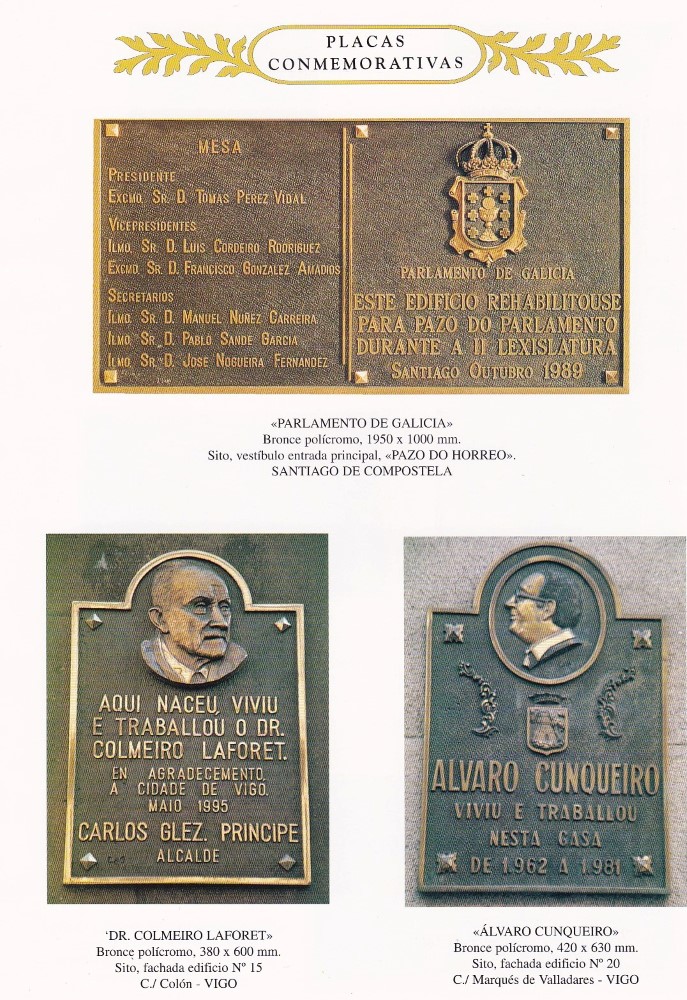 PLACAS
CONMEMORATIVAS
MESA
PRESIDENTE
EXCMO. SR. D. TOMAS PEREZ VIDAL
VICEPRESIDENTES
ILMO. SR. D. LUIS CORDEIRO RODRIGUEZ
EXCMO. SR. D. FRANCISCO GONZALEZ AMADIOS
SECRETARIOS
ILMO. SR. D. MANUEL NUÑEZ CARREIRA
ILMO. SR. D. PABLO SANDE GARCIA
ILMO. SR. D. JOSE NOGUEIRA FERNANDEZ
PARLAMENTO DE GALICIA
ESTE EDIFICIO REHABILITOUSE
PARA PAZO DO PARLAMENTO
DURANTE A II LEXISLATURA
SANTIAGO OUTUBRO 1989
«PARLAMENTO DE GALICIA»
Bronce polícromo, 1950 x 1000 mm.
Sito, vestíbulo entrada principal, «PAZO DO HORREO».
SANTIAGO DE COMPOSTELA
AQUI NACEU VIVIU
E TRABALLOU O DR.
COLMEIRO LAFORET.
EN AGRADECEMENTO,
A CIDADE DE VIGO.
MAIO 1995
CARLOS GLEZ. PRINCIPE
ALCALDE
‘DR. COLMEIRO LAFORET»
Bronce polícromo, 380 x 600 mm.
Sito, fachada edificio Nº 15
C./ Colón - VIGO
ALVARO CUNQUEIRO
VIVIU E TRABALLOU
NESTA CASA
DE 1.962 A 1.981
«ÁLVARO CUNQUEIRO»
Bronce polícromo, 420 x 630 mm.
Sito, fachada edificio Nº 20
C./ Marqués de Valladares - VIGO